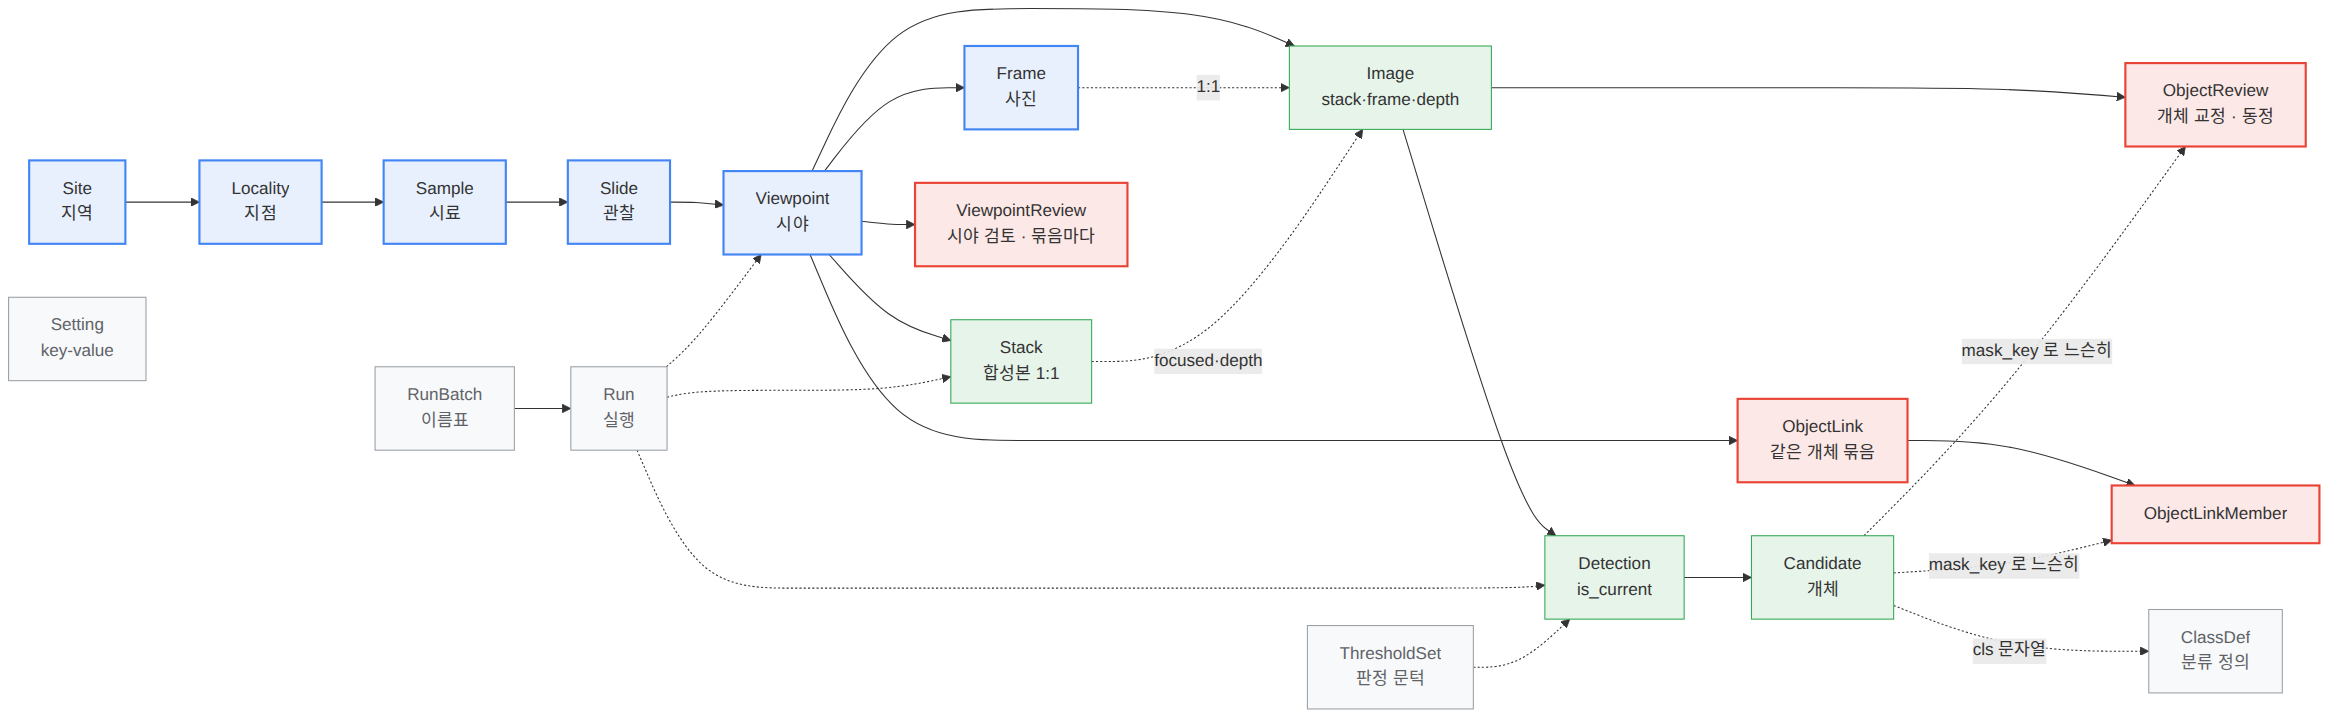 Site
지역
Locality
지점
Sample
시료
Slide
관찰
Viewpoint
시야
Frame
사진
1:1
Image
stack·frame·depth
ObjectReview
개체 교정 · 동정
ViewpointReview
시야 검토 · 묶음마다
Setting
key-value
RunBatch
이름표
Run
실행
Stack
합성본 1:1
focused·depth
mask_key 로 느슨히
ObjectLink
같은 개체 묶음
ObjectLinkMember
Detection
is_current
Candidate
개체
mask_key 로 느슨히
cls 문자열
ThresholdSet
판정 문턱
ClassDef
분류 정의